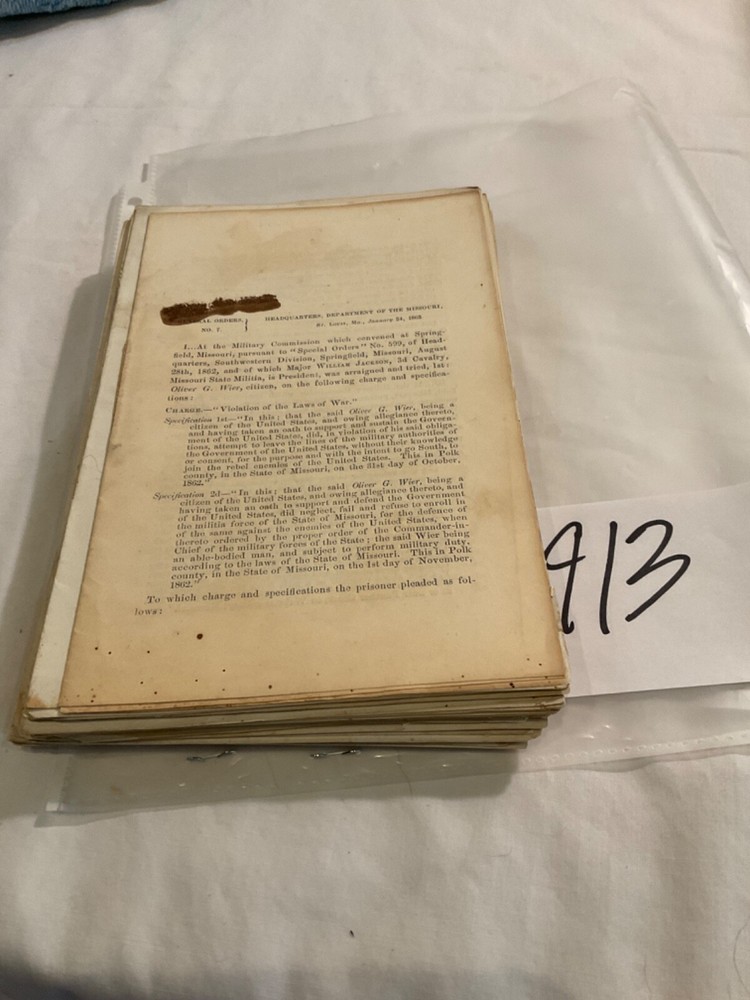 ORDERS,
HEADQUARTERS, DEPARTMENT OF THE MISSOURI,
NO. 7.
St. Louis, Mo., January 24, 1863
I...At the Military Commission which convened at Spring-
field, Missouri, pursuant to "Special Orders" No. 399, of Head-
quarters, Southwestern Division, Springfield, Missouri, August
28th, 1862, and of which Major WILLIAM JACKSON, 3d Cavalry,
Missouri State Militia, is President, was arraigned and tried, 1st:
Oliver G. Wier, citizen, on the following charge and specifica-
tions:
CHARGE.—"Violation of the Laws of War."
Specification 1st—"In this; that the said Oliver G. Wier, being a
citizen of the United States, and owing allegiance thereto,
and having taken an oath to support and sustain the Govern-
ment of the United States, did, in violation of his said obliga-
tions, attempt to leave the lines of the military authorities of
the Government of the United States, without their knowledge
or consent, for the purpose and with the intent to go South, to
join the rebel enemies of the United States. This in Polk
county, in the State of Missouri, on the 31st day of October,
1862."
Specification 2d—"In this; that the said Oliver G. Wier, being a
citizen of the United States, and owing allegiance thereto, and
having taken an oath to support and defend the Government
of the United States, did neglect, fail and refuse to enroll in
the militia force of the State of Missouri, for the defence of
of the same against the enemies of the United States, when
thereto ordered by the proper order of the Commander-in-
Chief of the military forces of the State; the said Wier being
an able-bodied man, and subject to perform military duty,
according to the laws of the State of Missouri. This in Polk
county, in the State of Missouri, on the 1st day of November,
1862."
To which charge and specifications the prisoner pleaded as fol-
lows:
913